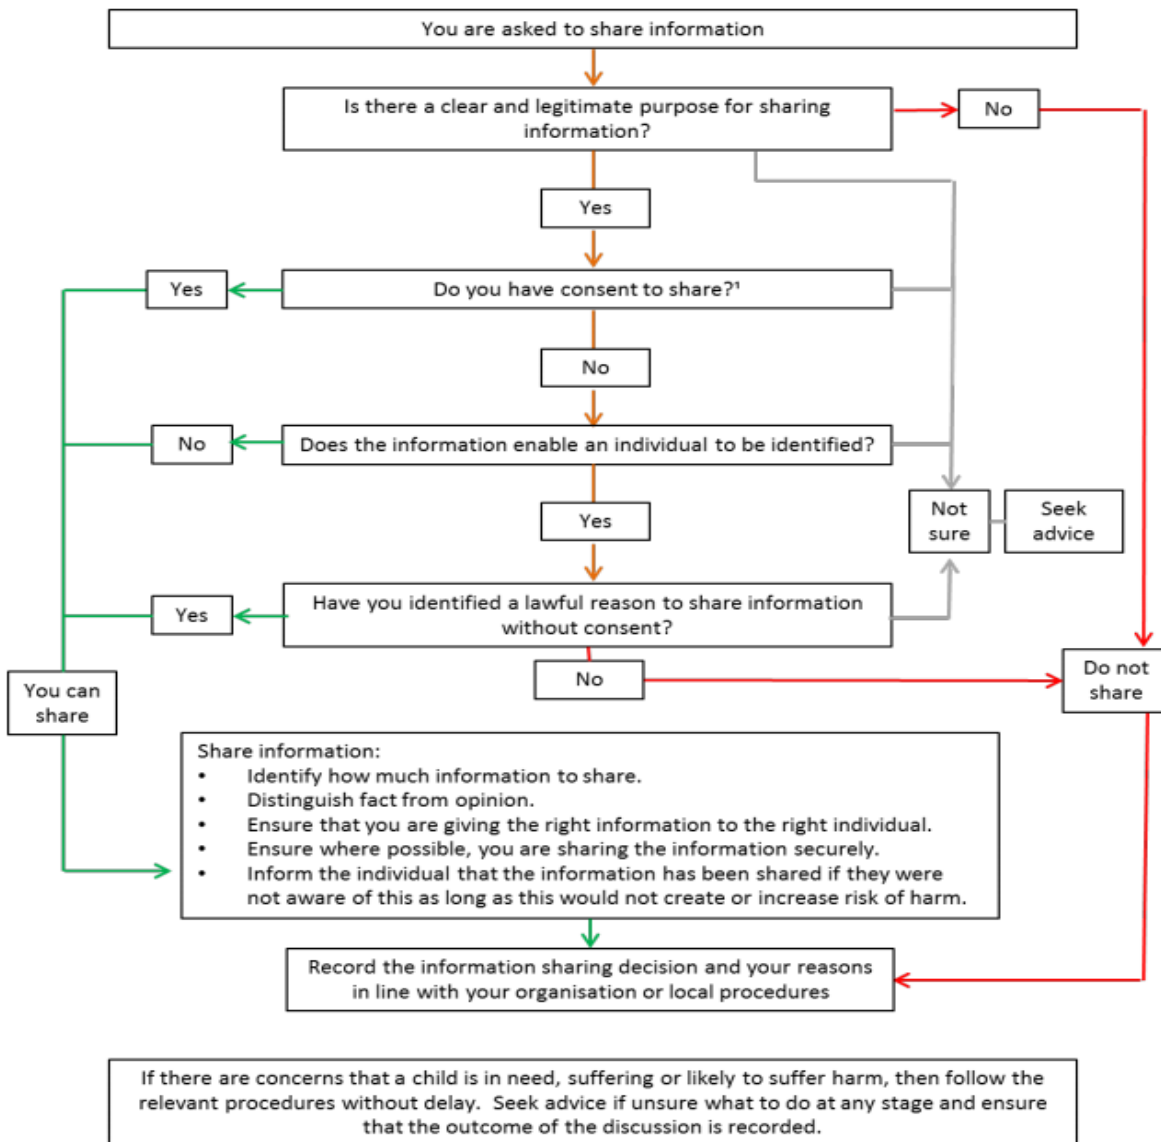 You are asked to share information
Is there a clear and legitimate purpose for sharing
information?
No
Yes
Yes
Do you have consent to share?¹
No
No
Does the information enable an individual to be identified?
Yes
Not
sure
Seek
advice
Yes
Have you identified a lawful reason to share information
without consent?
No
Do not
share
You can
share
Share information:
• Identify how much information to share.
• Distinguish fact from opinion.
• Ensure that you are giving the right information to the right individual.
• Ensure where possible, you are sharing the information securely.
• Inform the individual that the information has been shared if they were
not aware of this as long as this would not create or increase risk of harm.
Record the information sharing decision and your reasons
in line with your organisation or local procedures
If there are concerns that a child is in need, suffering or likely to suffer harm, then follow the
relevant procedures without delay.  Seek advice if unsure what to do at any stage and ensure
that the outcome of the discussion is recorded.